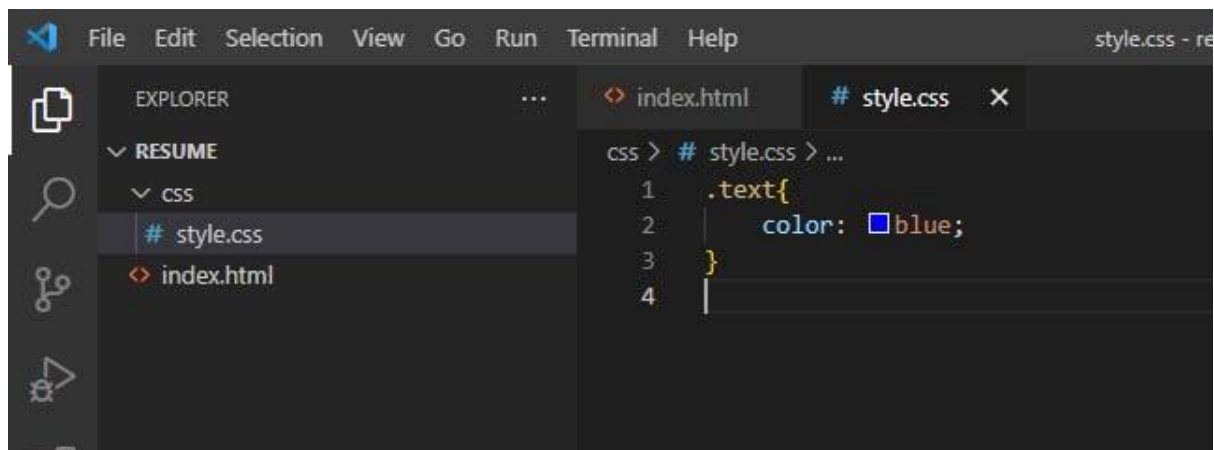 File Edit Selection View Go Run Terminal Help style.css - re
EXPLORER ...
RESUME
css
# style.css
index.html
index.html # style.css
css > # style.css > ...
1 .text{
2 color: blue;
3 }
4